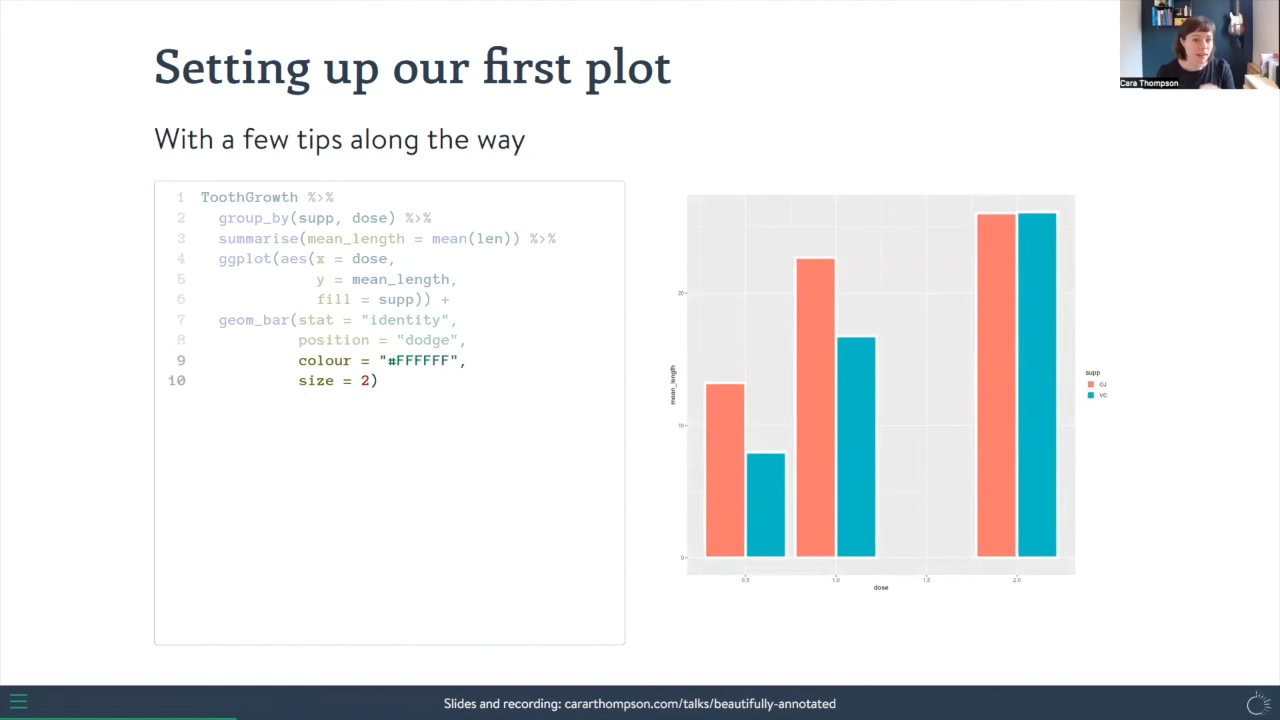 Setting up our first plot
Cara Thompson
With a few tips along the way
1 ToothGrowth %>%
2 group_by(supp, dose) %>%
3 summarise(mean_length = mean(len)) %>%
4 ggplot(aes(x = dose,
5 y = mean_length,
6 fill = supp)) +
7 geom_bar(stat = "identity",
8 position = "dodge",
9 colour = "#FFFFFF",
10 size = 2)
20
10
0
mean_length
0.5 1.0 1.5 2.0
dose
supp
OJ
VC
Slides and recording: cararthompson.com/talks/beautifully-annotated